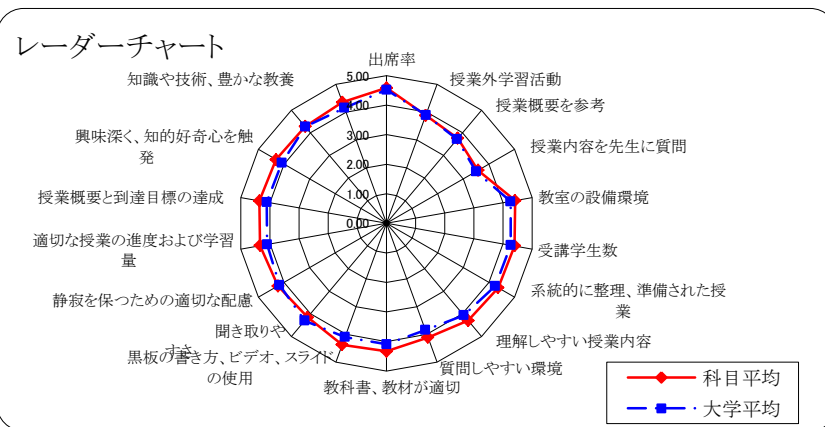 レーダーチャート
出席率
授業外学習活動
授業概要を参考
授業内容を先生に質問
教室の設備環境
受講学生数
系統的に整理、準備された授
業
理解しやすい授業内容
質問しやすい環境
教科書、教材が適切
黒板の書き方、ビデオ、スライド
の使用
聞き取りや
すさ
静寂を保つための適切な配慮
適切な授業の進度および学習
量
授業概要と到達目標の達成
興味深く、知的好奇心を触
発
知識や技術、豊かな教養
5.00
4.00
3.00
2.00
1.00
0.00
科目平均
大学平均